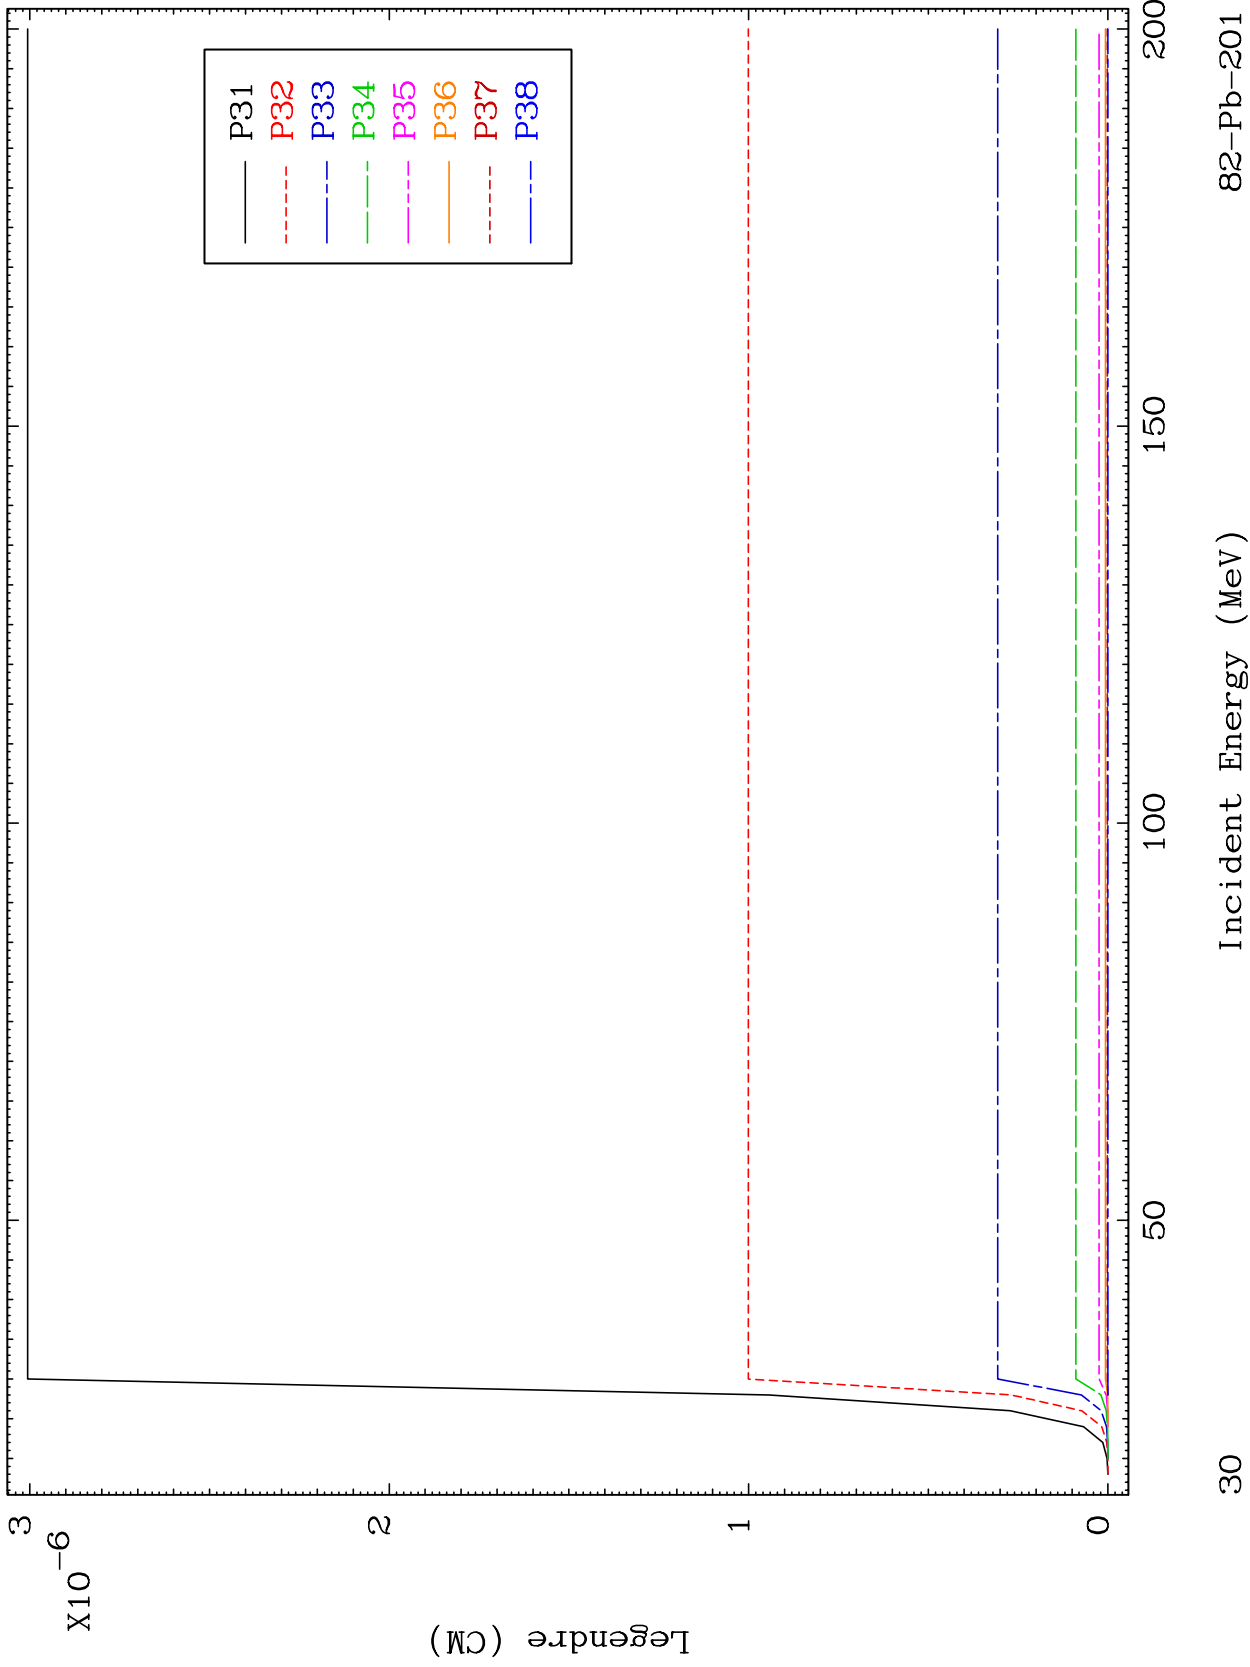 3
2
1
0
X10-6
Legendre (CM)
P31
P32
P33
P34
P35
P36
P37
P38
50
100
150
200
Incident Energy (MeV)
30
82-Pb-201